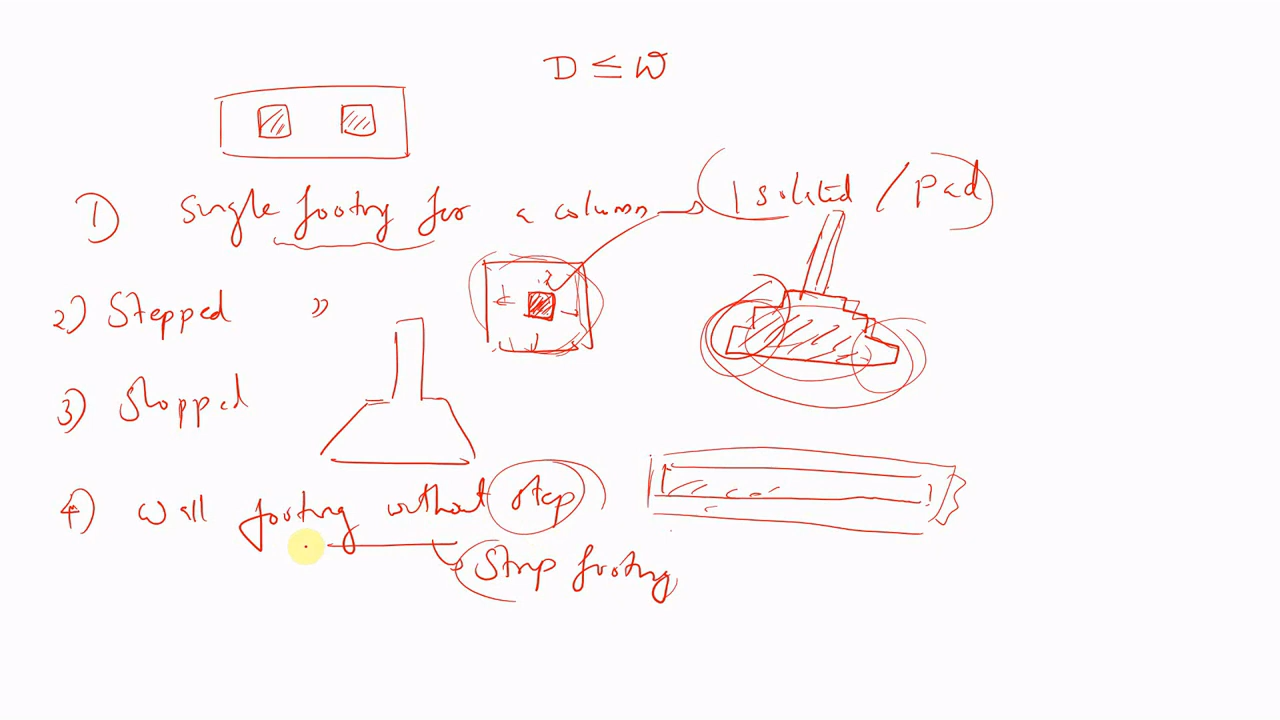 D ≤ W
Isolated / Pad
1) Single footing for a column
2) Stepped "
3) Slopped
4) Wall footing without step
Strip footing